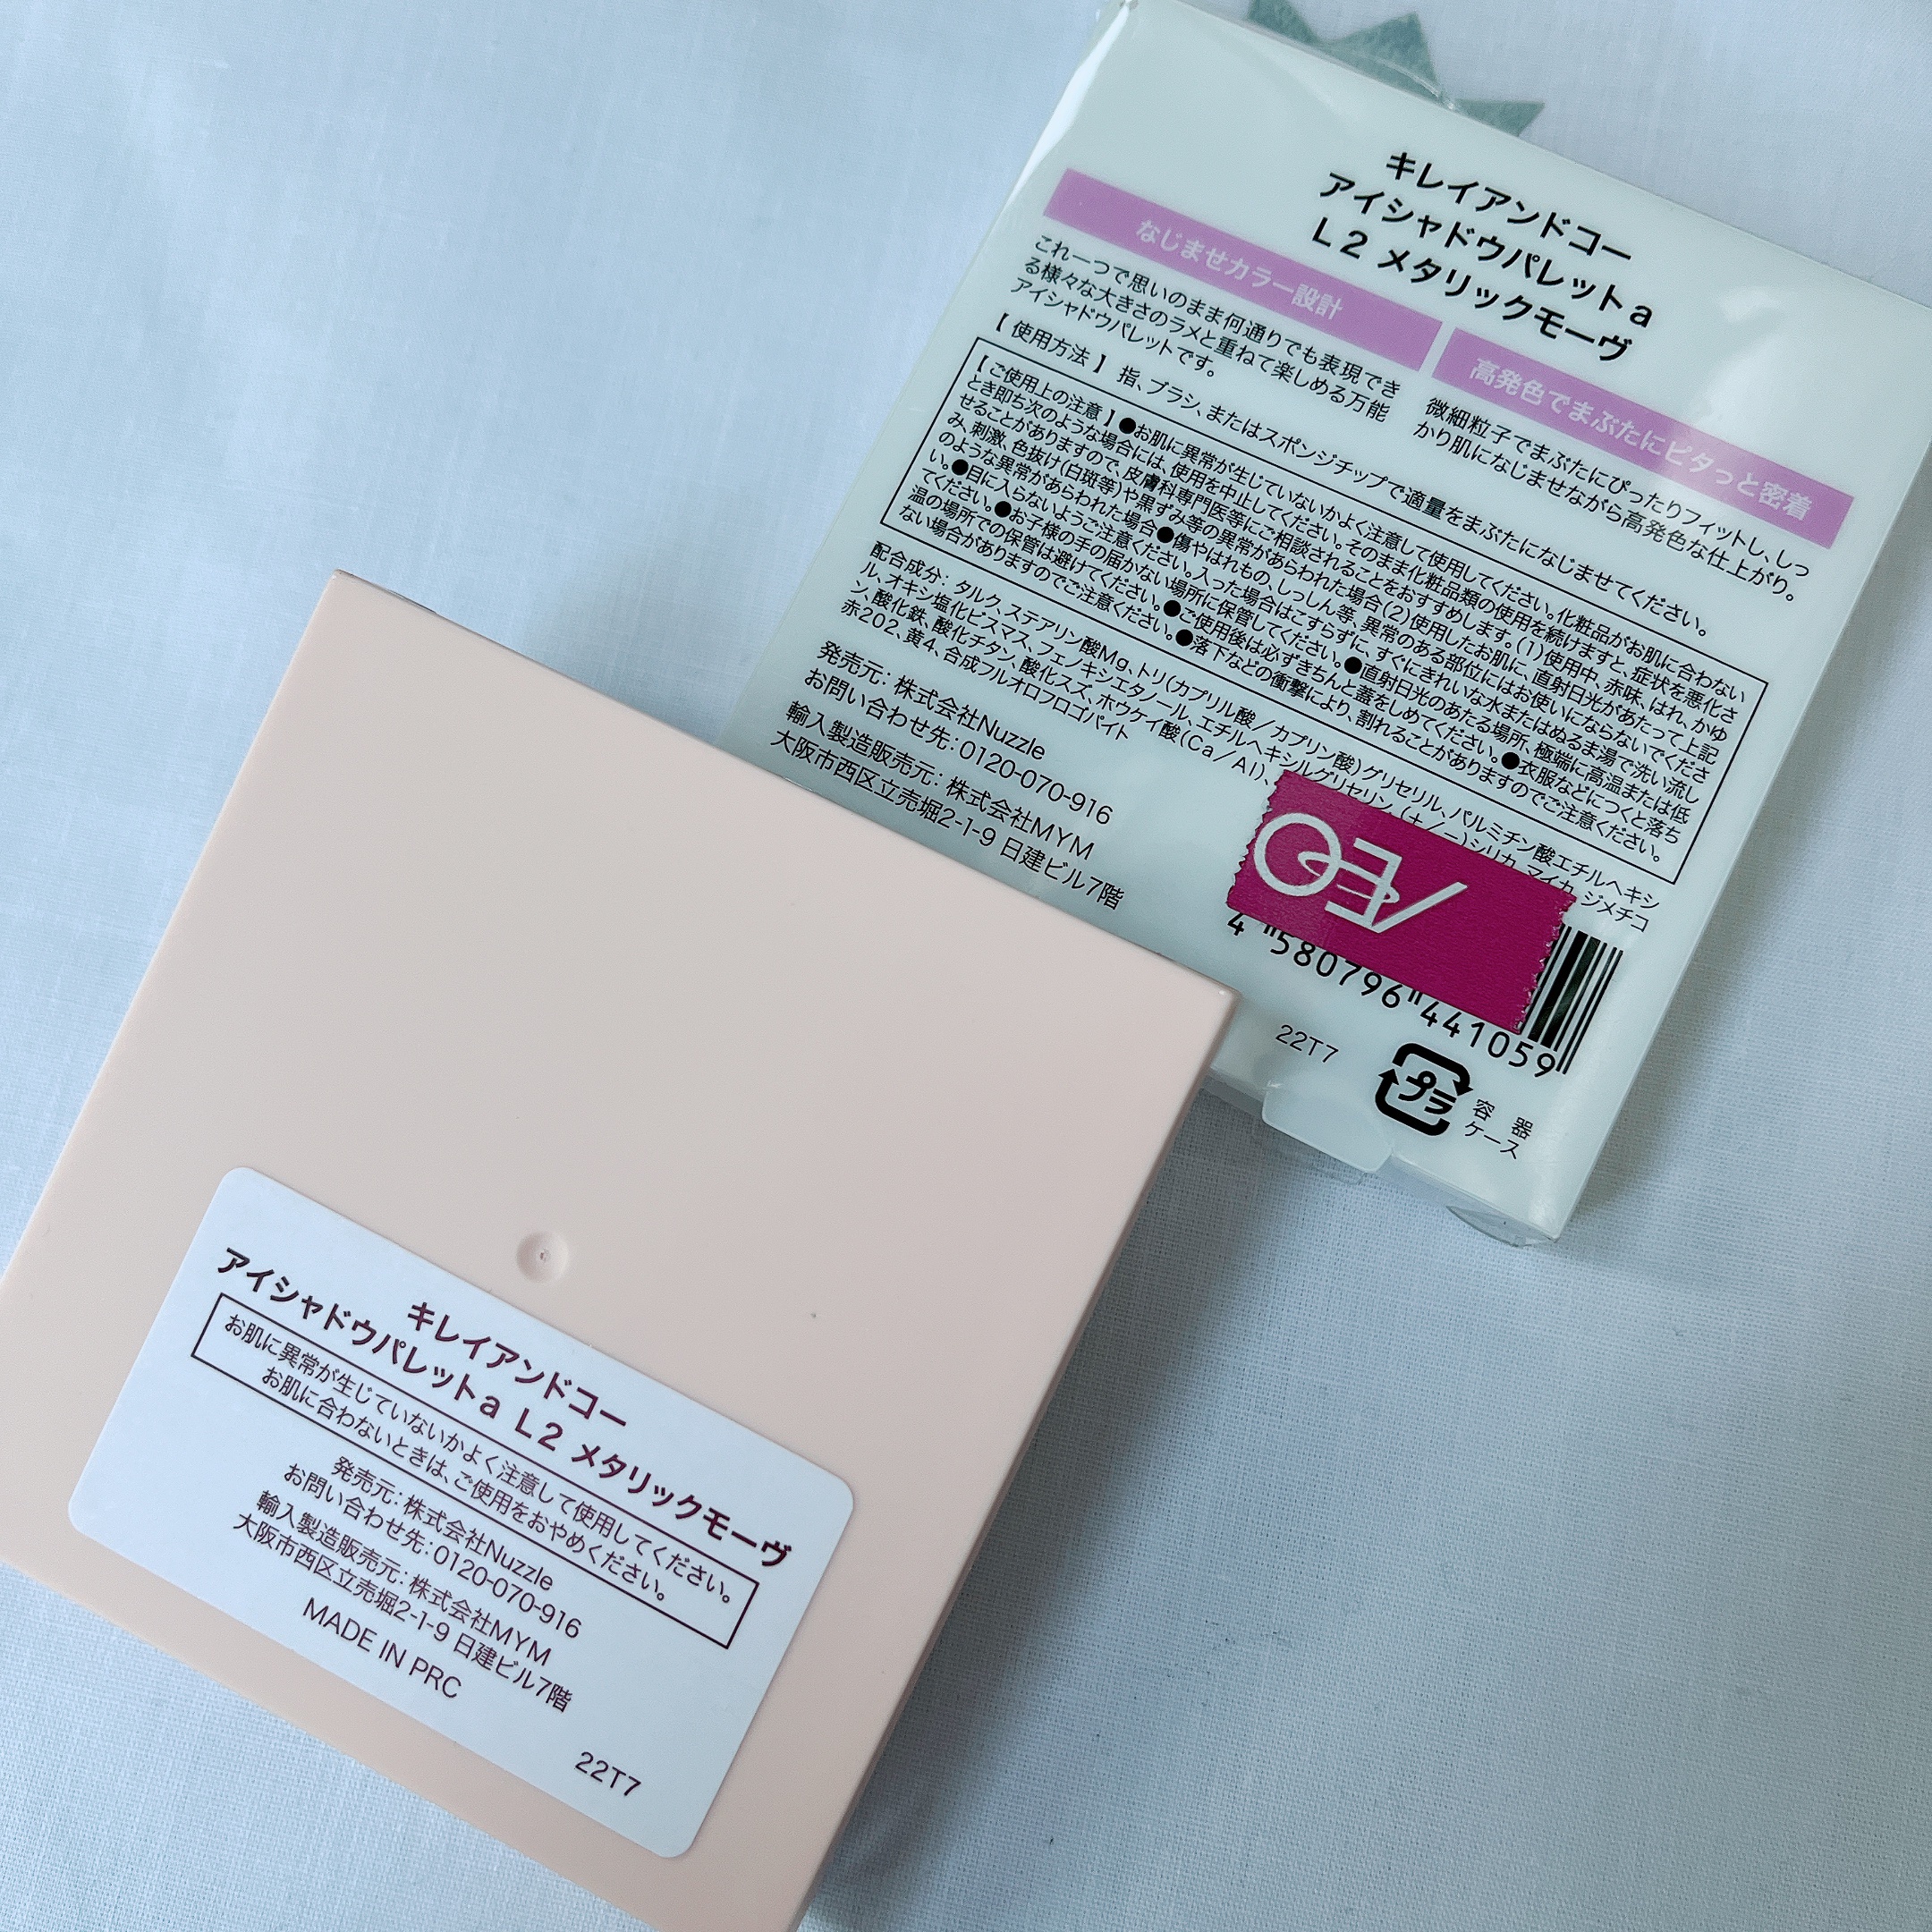 キレイアンドコー
アイシャドウパレットa
L2 メタリックモーヴ
なじませカラー設計
これ一つで思いのまま何通りでも表現でき
る様々な大きさのラメと重ねて楽しめる万能
アイシャドウパレットです。
高発色でまぶたにピタっと密着
微細粒子でまぶたにぴったりフィットし、しっ
かり肌になじませながら高発色な仕上がり。
【使用方法】 指、ブラシ、またはスポンジチップで適量をまぶたになじませてください。
【ご使用上の注意】●お肌に異常が生じていないかよく注意して使用してください。化粧品がお肌に合わない
とき即ち次のような場合には、使用を中止してください。そのまま化粧品類の使用を続けますと、症状を悪化さ
せることがありますので、皮膚科専門医等にご相談されることをおすすめします。(1)使用中、赤味、はれ、かゆ
み、刺激、色抜け(白斑等)や黒ずみ等の異常があらわれた場合(2)使用したお肌に、直射日光があたって上記
のような異常があらわれた場合●傷やはれもの、しっしん等、異常のある部位にはお使いにならないでくださ
い。●目に入らないようご注意ください。入った場合はこすらずに、すぐにきれいな水またはぬるま湯で洗い流し
てください。●お子様の手の届かない場所に保管してください。●直射日光のあたる場所、極端に高温または低
温の場所での保管は避けてください。●ご使用後は必ずきちんと蓋をしめてください。●衣服などにつくと落ち
ない場合がありますのでご注意ください。●落下などの衝撃により、割れることがありますのでご注意ください。
配合成分: タルク、ステアリン酸Mg、トリ(カプリル酸/カプリン酸)グリセリル、パルミチン酸エチルヘキシ
ル、オキシ塩化ビスマス、フェノキシエタノール、エチルヘキシルグリセリン、(+/-)シリカ、マイカ、ジメチコ
ン、酸化鉄、酸化チタン、酸化スズ、ホウケイ酸(Ca/Al)、
赤202、黄4、合成フルオロフロゴパイト
発売元: 株式会社Nuzzle
お問い合わせ先:0120-070-916
輸入製造販売元: 株式会社MYM
大阪市西区立売堀2-1-9 日建ビル7階
4 580796 441059
22T7
プラ
容器
ケース
キレイアンドコー
アイシャドウパレットa L2 メタリックモーヴ
お肌に異常が生じていないかよく注意して使用してください。
お肌に合わないときは、ご使用をおやめください。
発売元: 株式会社Nuzzle
お問い合わせ先:0120-070-916
輸入製造販売元: 株式会社MYM
大阪市西区立売堀2-1-9 日建ビル7階
MADE IN PRC
22T7